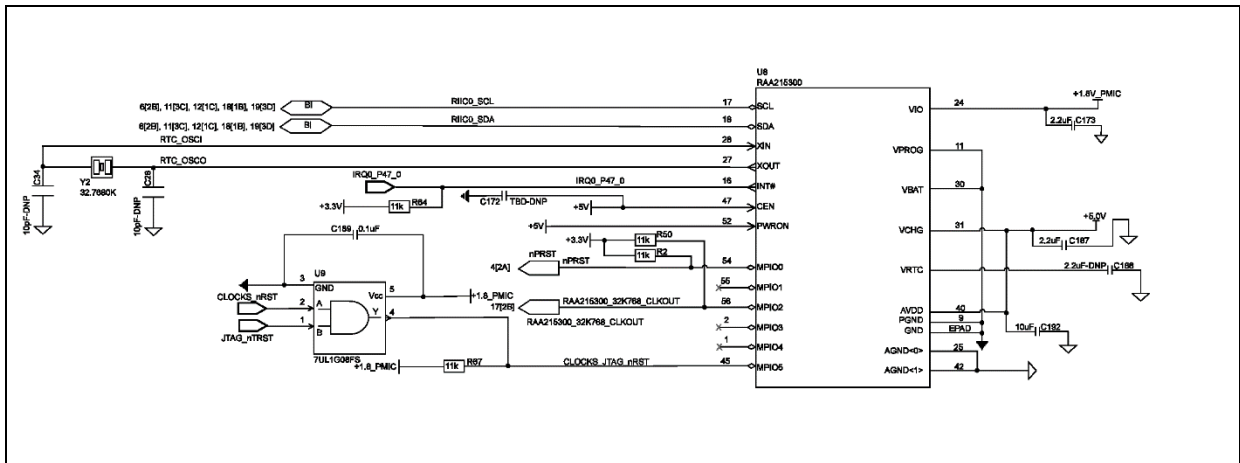 U8
RAA215300
6[2B], 11[3C], 12[1C], 18[1B], 19[3D]
BI
RIIC0_SCL
17
SCL
VIO
24
+1.8V_PMIC
2.2uF C173
6[2B], 11[3C], 12[1C], 18[1B], 19[3D]
BI
RIIC0_SDA
18
SDA
RTC_OSCI
28
XIN
VPROG
11
RTC_OSCO
27
XOUT
C34
10pF-DNP
Y2
32.7680K
C28
10pF-DNP
IRQ0_P47_0
IRQ0_P47_0
16
INT#
VBAT
30
+3.3V
11k
R64
C172
TBD-DNP
+5V
47
CEN
+5V
52
PWRON
VCHG
31
+5.0V
2.2uF C187
C189
0.1uF
+3.3V
11k
R50
11k
R2
4[2A]
nPRST
nPRST
54
MPIO0
VRTC
2.2uF-DNP C188
55
MPIO1
U9
3
GND
Vcc
5
+1.8_PMIC
17[2B]
RAA215300_32K768_CLKOUT
RAA215300_32K768_CLKOUT
56
MPIO2
AVDD
40
PGND
9
GND
EPAD
10uF C192
CLOCKS_nRST
2
A
Y
4
JTAG_nTRST
1
B
2
MPIO3
1
MPIO4
AGND<0>
25
7UL1G08FS
+1.8_PMIC
11k
R67
CLOCKS_JTAG_nRST
45
MPIO5
AGND<1>
42